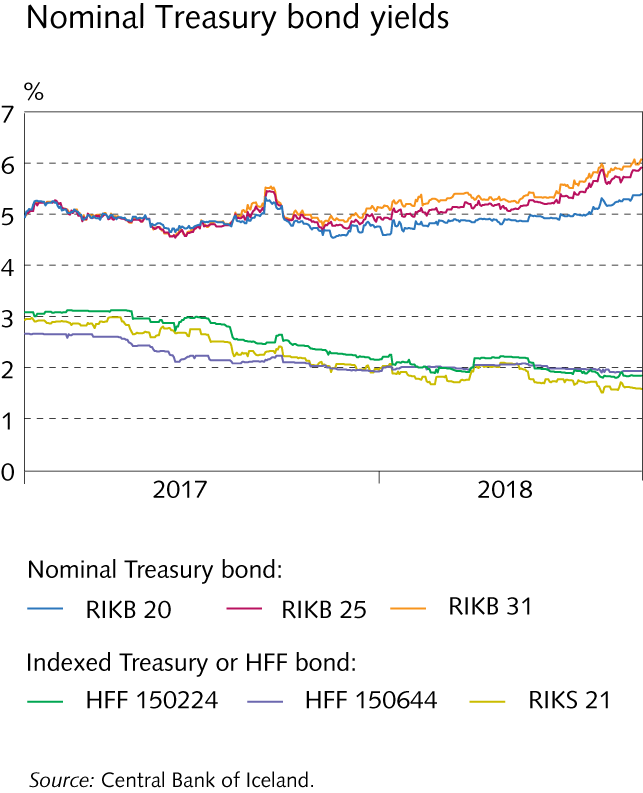 Nominal Treasury bond yields
%
7
6
5
4
3
2
1
0
2017 2018
Nominal Treasury bond:
RIKB 20 RIKB 25 RIKB 31
Indexed Treasury or HFF bond:
HFF 150224 HFF 150644 RIKS 21
Source: Central Bank of Iceland.